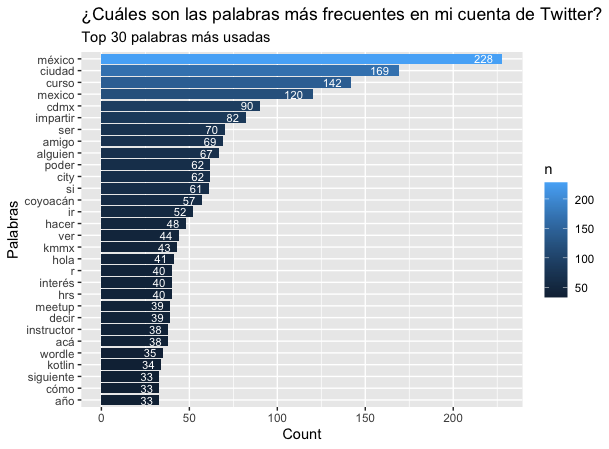 ¿Cuáles son las palabras más frecuentes en mi cuenta de Twitter?
Top 30 palabras más usadas
méxico 228
ciudad 169
curso 142
mexico 120
cdmx 90
impartir 82
ser 70
amigo 69
alguien 67
poder 62
city 62
si 61
coyoacán 57
ir 52
hacer 48
ver 44
kmmx 43
hola 41
r 40
interés 40
hrs 40
meetup 39
decir 39
instructor 38
acá 38
wordle 35
kotlin 34
siguiente 33
cómo 33
año 33
0 50 100 150 200
Count
Palabras
n
200
150
100
50